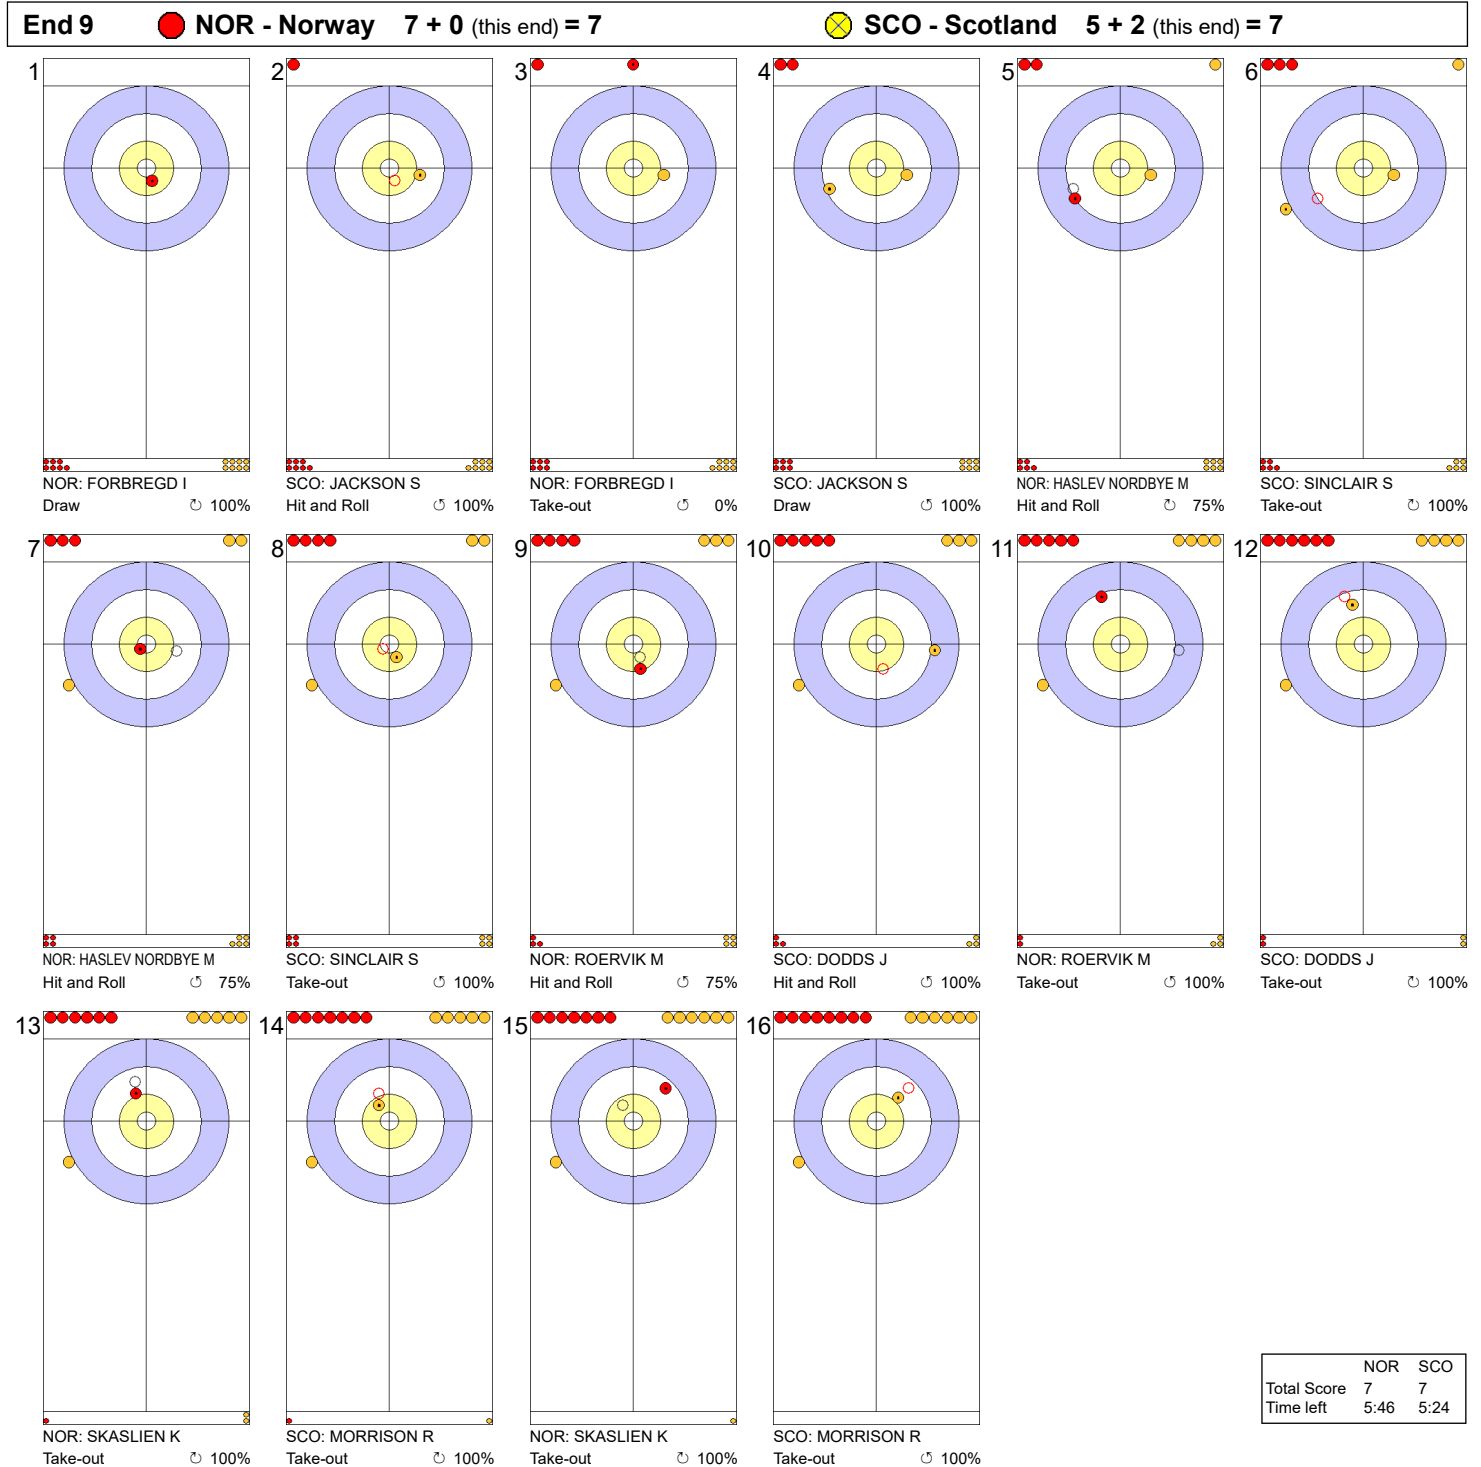 End 9 NOR - Norway 7 + 0 (this end) = 7 SCO - Scotland 5 + 2 (this end) = 7
1 2 3 4 5 6
NOR: FORBREGD I SCO: JACKSON S NOR: FORBREGD I SCO: JACKSON S NOR: HASLEV NORDBYE M SCO: SINCLAIR S
Draw ↻ 100% Hit and Roll ↺ 100% Take-out ↺ 0% Draw ↺ 100% Hit and Roll ↻ 75% Take-out ↻ 100%
7 8 9 10 11 12
NOR: HASLEV NORDBYE M SCO: SINCLAIR S NOR: ROERVIK M SCO: DODDS J NOR: ROERVIK M SCO: DODDS J
Hit and Roll ↺ 75% Take-out ↺ 100% Hit and Roll ↺ 75% Hit and Roll ↺ 100% Take-out ↺ 100% Take-out ↻ 100%
13 14 15 16
NOR: SKASLIEN K SCO: MORRISON R NOR: SKASLIEN K SCO: MORRISON R
Take-out ↻ 100% Take-out ↻ 100% Take-out ↻ 100% Take-out ↻ 100%
NOR SCO
Total Score 7 7
Time left 5:46 5:24